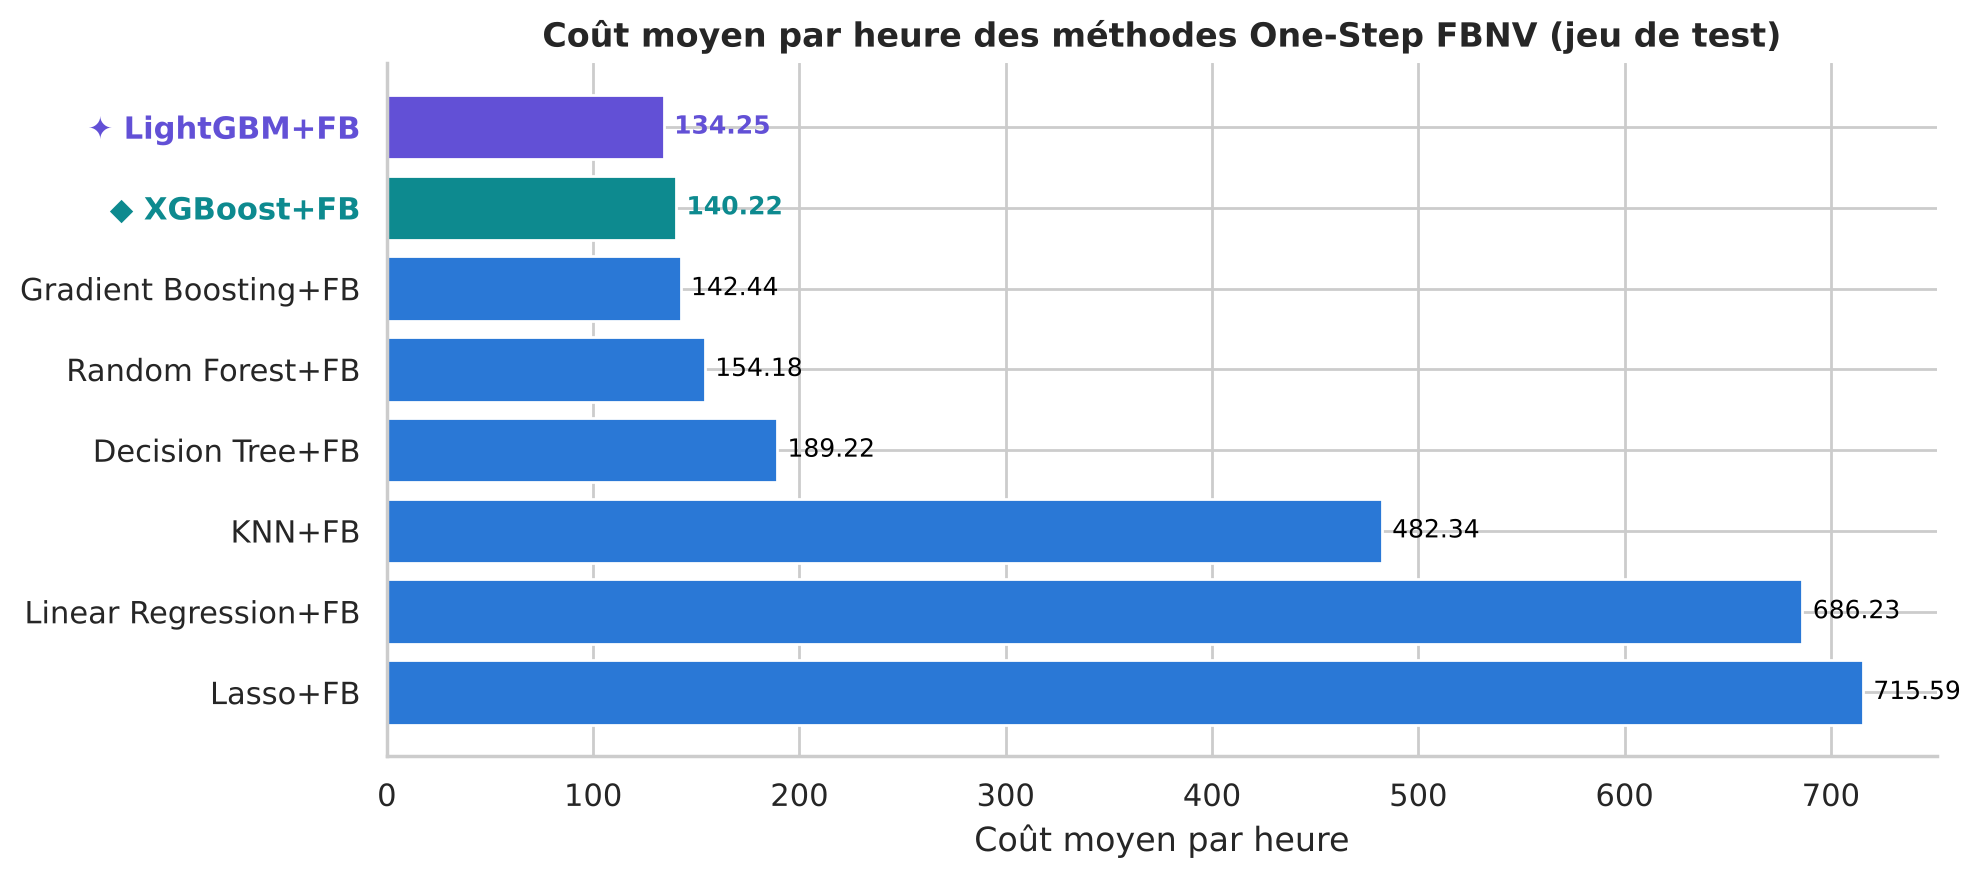 Coût moyen par heure des méthodes One-Step FBNV (jeu de test)
✦ LightGBM+FB 134.25
◆ XGBoost+FB 140.22
Gradient Boosting+FB 142.44
Random Forest+FB 154.18
Decision Tree+FB 189.22
KNN+FB 482.34
Linear Regression+FB 686.23
Lasso+FB 715.59
0 100 200 300 400 500 600 700
Coût moyen par heure